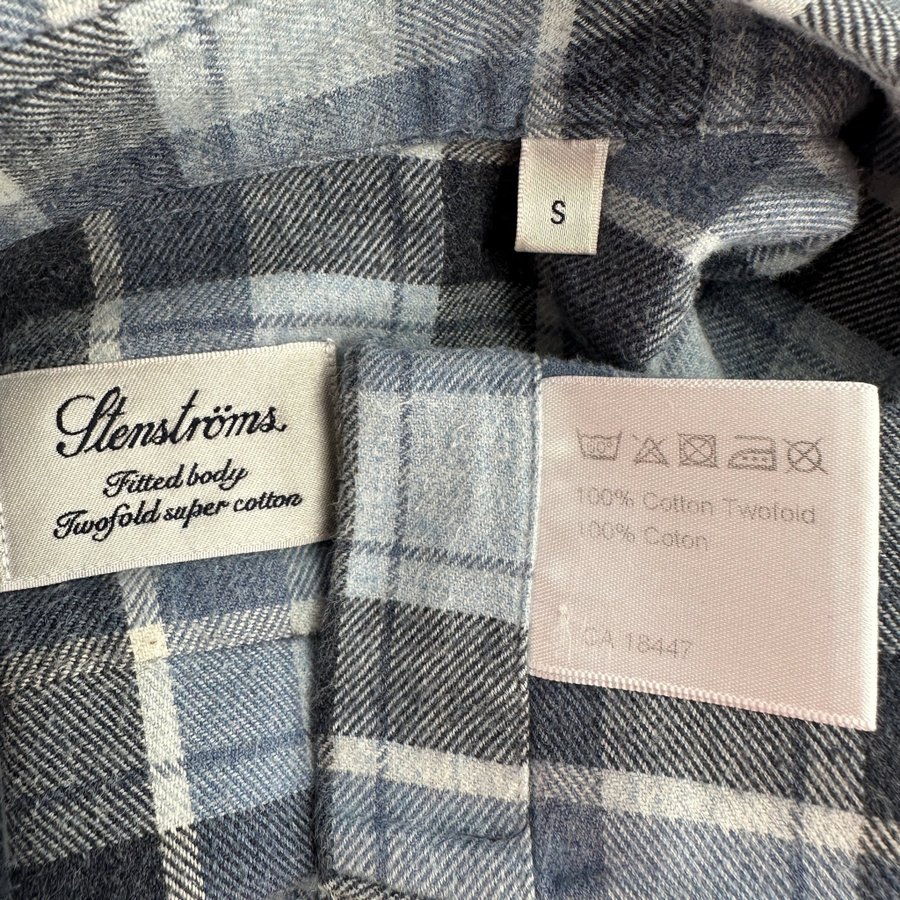 S
Stenströms
Fitted body
Twofold super cotton
100% Cotton Twofold
100% Coton
CA 18447